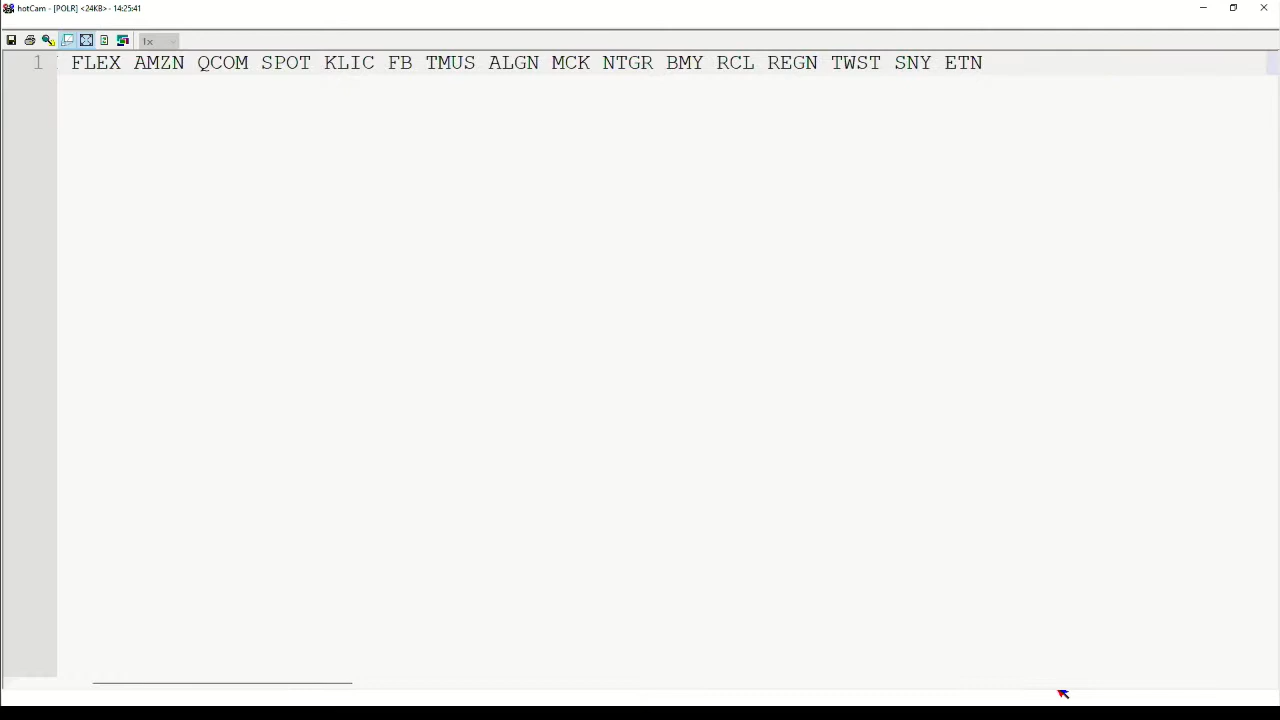 hotCam - [POLR] <24KB> - 14:25:41
1x
1 FLEX AMZN QCOM SPOT KLIC FB TMUS ALGN MCK NTGR BMY RCL REGN TWST SNY ETN